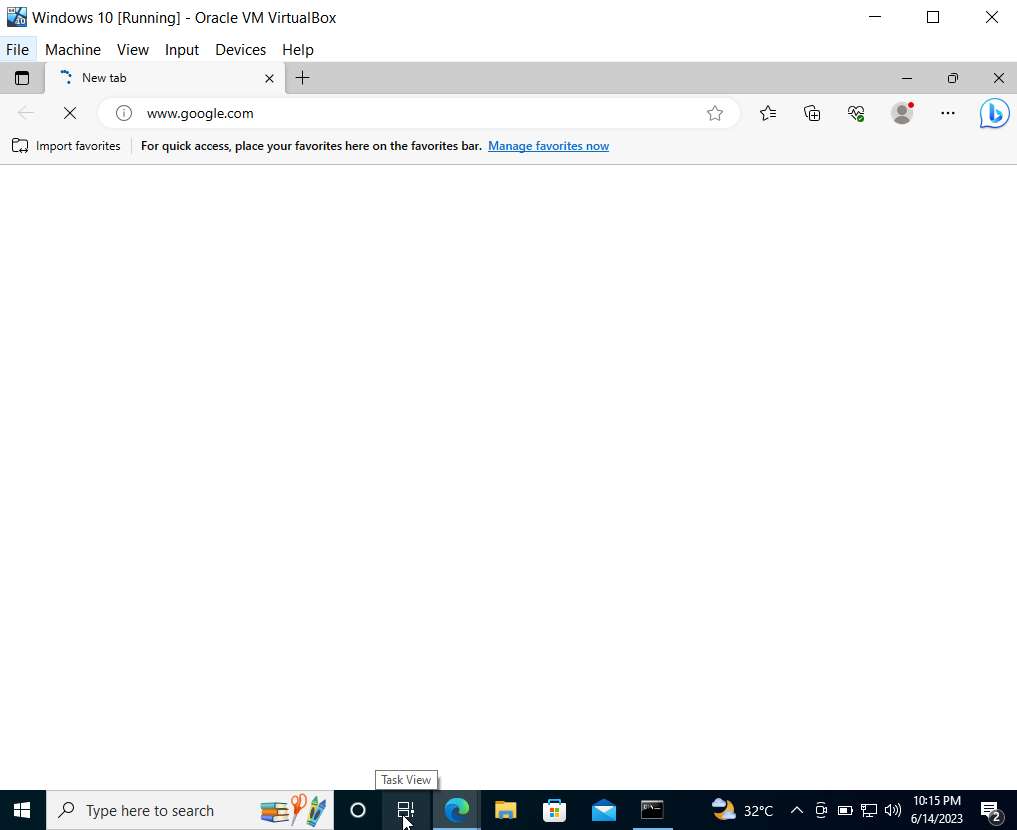 Windows 10 [Running] - Oracle VM VirtualBox
File Machine View Input Devices Help
New tab
www.google.com
Import favorites For quick access, place your favorites here on the favorites bar. Manage favorites now
Task View
Type here to search
32°C
10:15 PM
6/14/2023
2